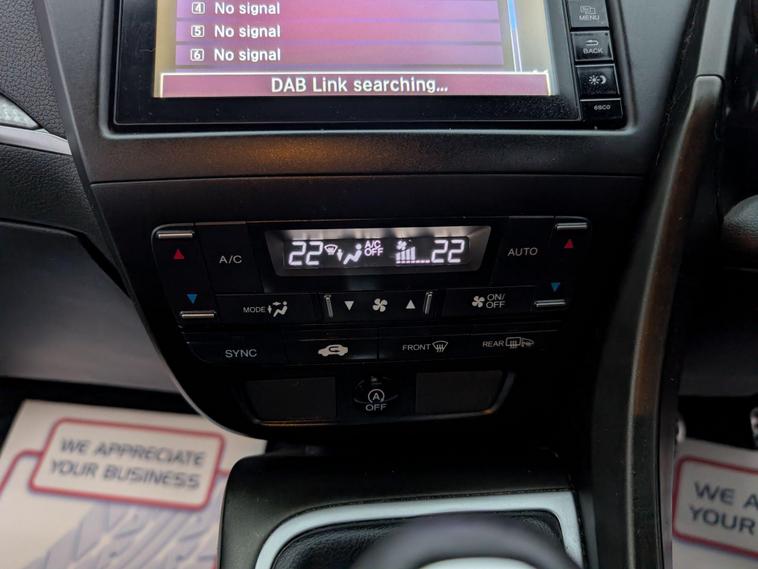 4 No signal
5 No signal
6 No signal
DAB Link searching...
MENU
BACK
6SC0
22 A/C OFF 22
A/C
AUTO
MODE
ON/OFF
SYNC
FRONT
REAR
A
OFF
WE APPRECIATE
YOUR BUSINESS
WE A
YOUR